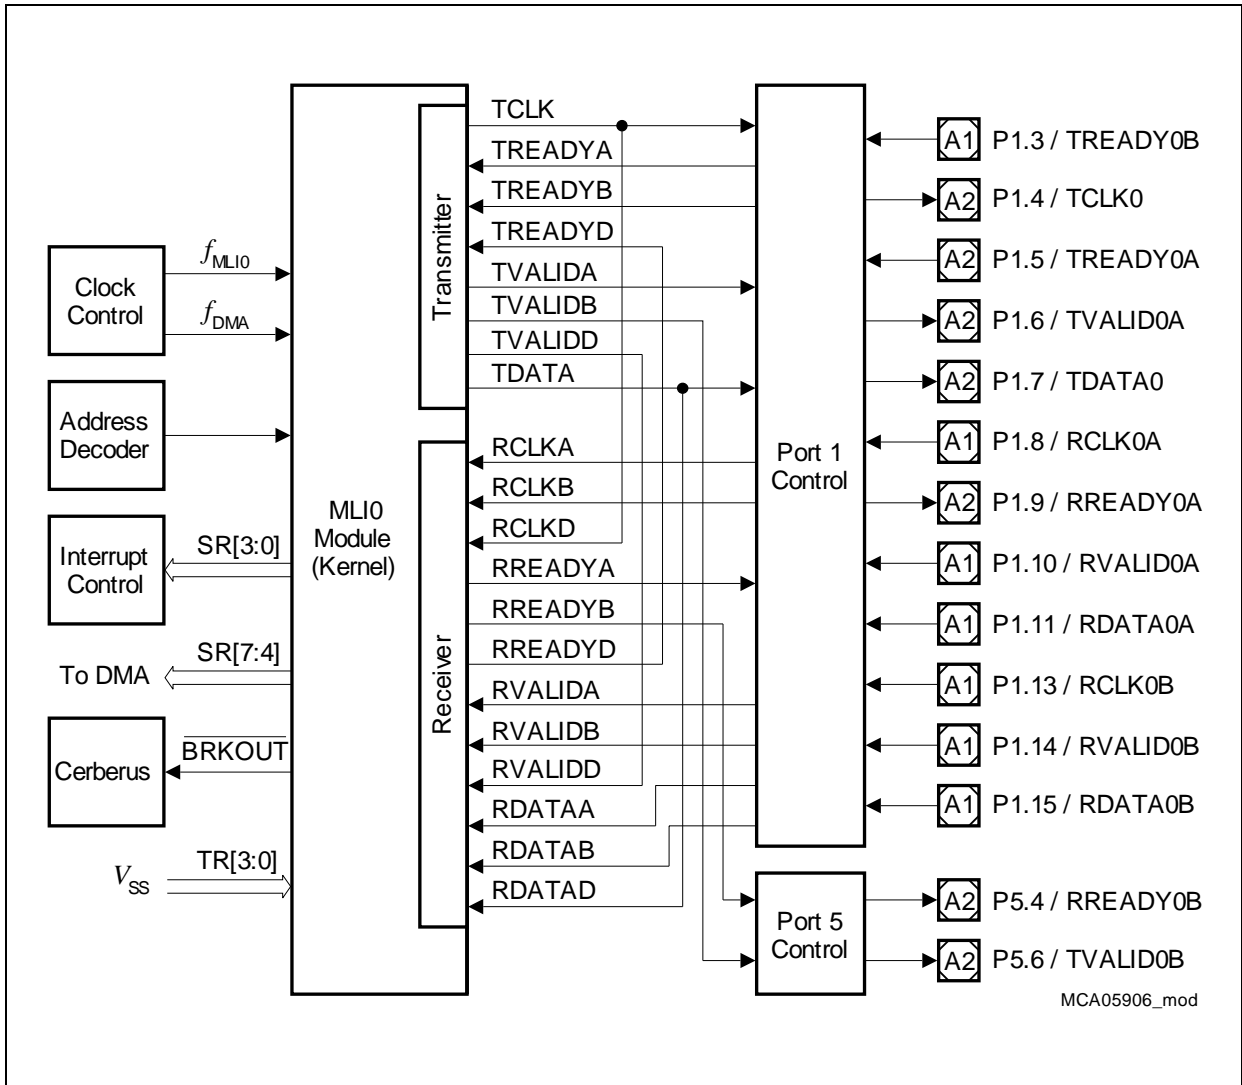 Clock
Control
f MLI0
f DMA
Address
Decoder
Interrupt
Control
SR[3:0]
To DMA
SR[7:4]
Cerberus
BRKOUT
VSS
TR[3:0]
MLI0
Module
(Kernel)
Transmitter
Receiver
TCLK
TREADYA
TREADYB
TREADYD
TVALIDA
TVALIDB
TVALIDD
TDATA
RCLKA
RCLKB
RCLKD
RREADYA
RREADYB
RREADYD
RVALIDA
RVALIDB
RVALIDD
RDATAA
RDATAB
RDATAD
Port 1
Control
Port 5
Control
A1 P1.3 / TREADY0B
A2 P1.4 / TCLK0
A2 P1.5 / TREADY0A
A2 P1.6 / TVALID0A
A2 P1.7 / TDATA0
A1 P1.8 / RCLK0A
A2 P1.9 / RREADY0A
A1 P1.10 / RVALID0A
A1 P1.11 / RDATA0A
A1 P1.13 / RCLK0B
A1 P1.14 / RVALID0B
A1 P1.15 / RDATA0B
A2 P5.4 / RREADY0B
A2 P5.6 / TVALID0B
MCA05906_mod